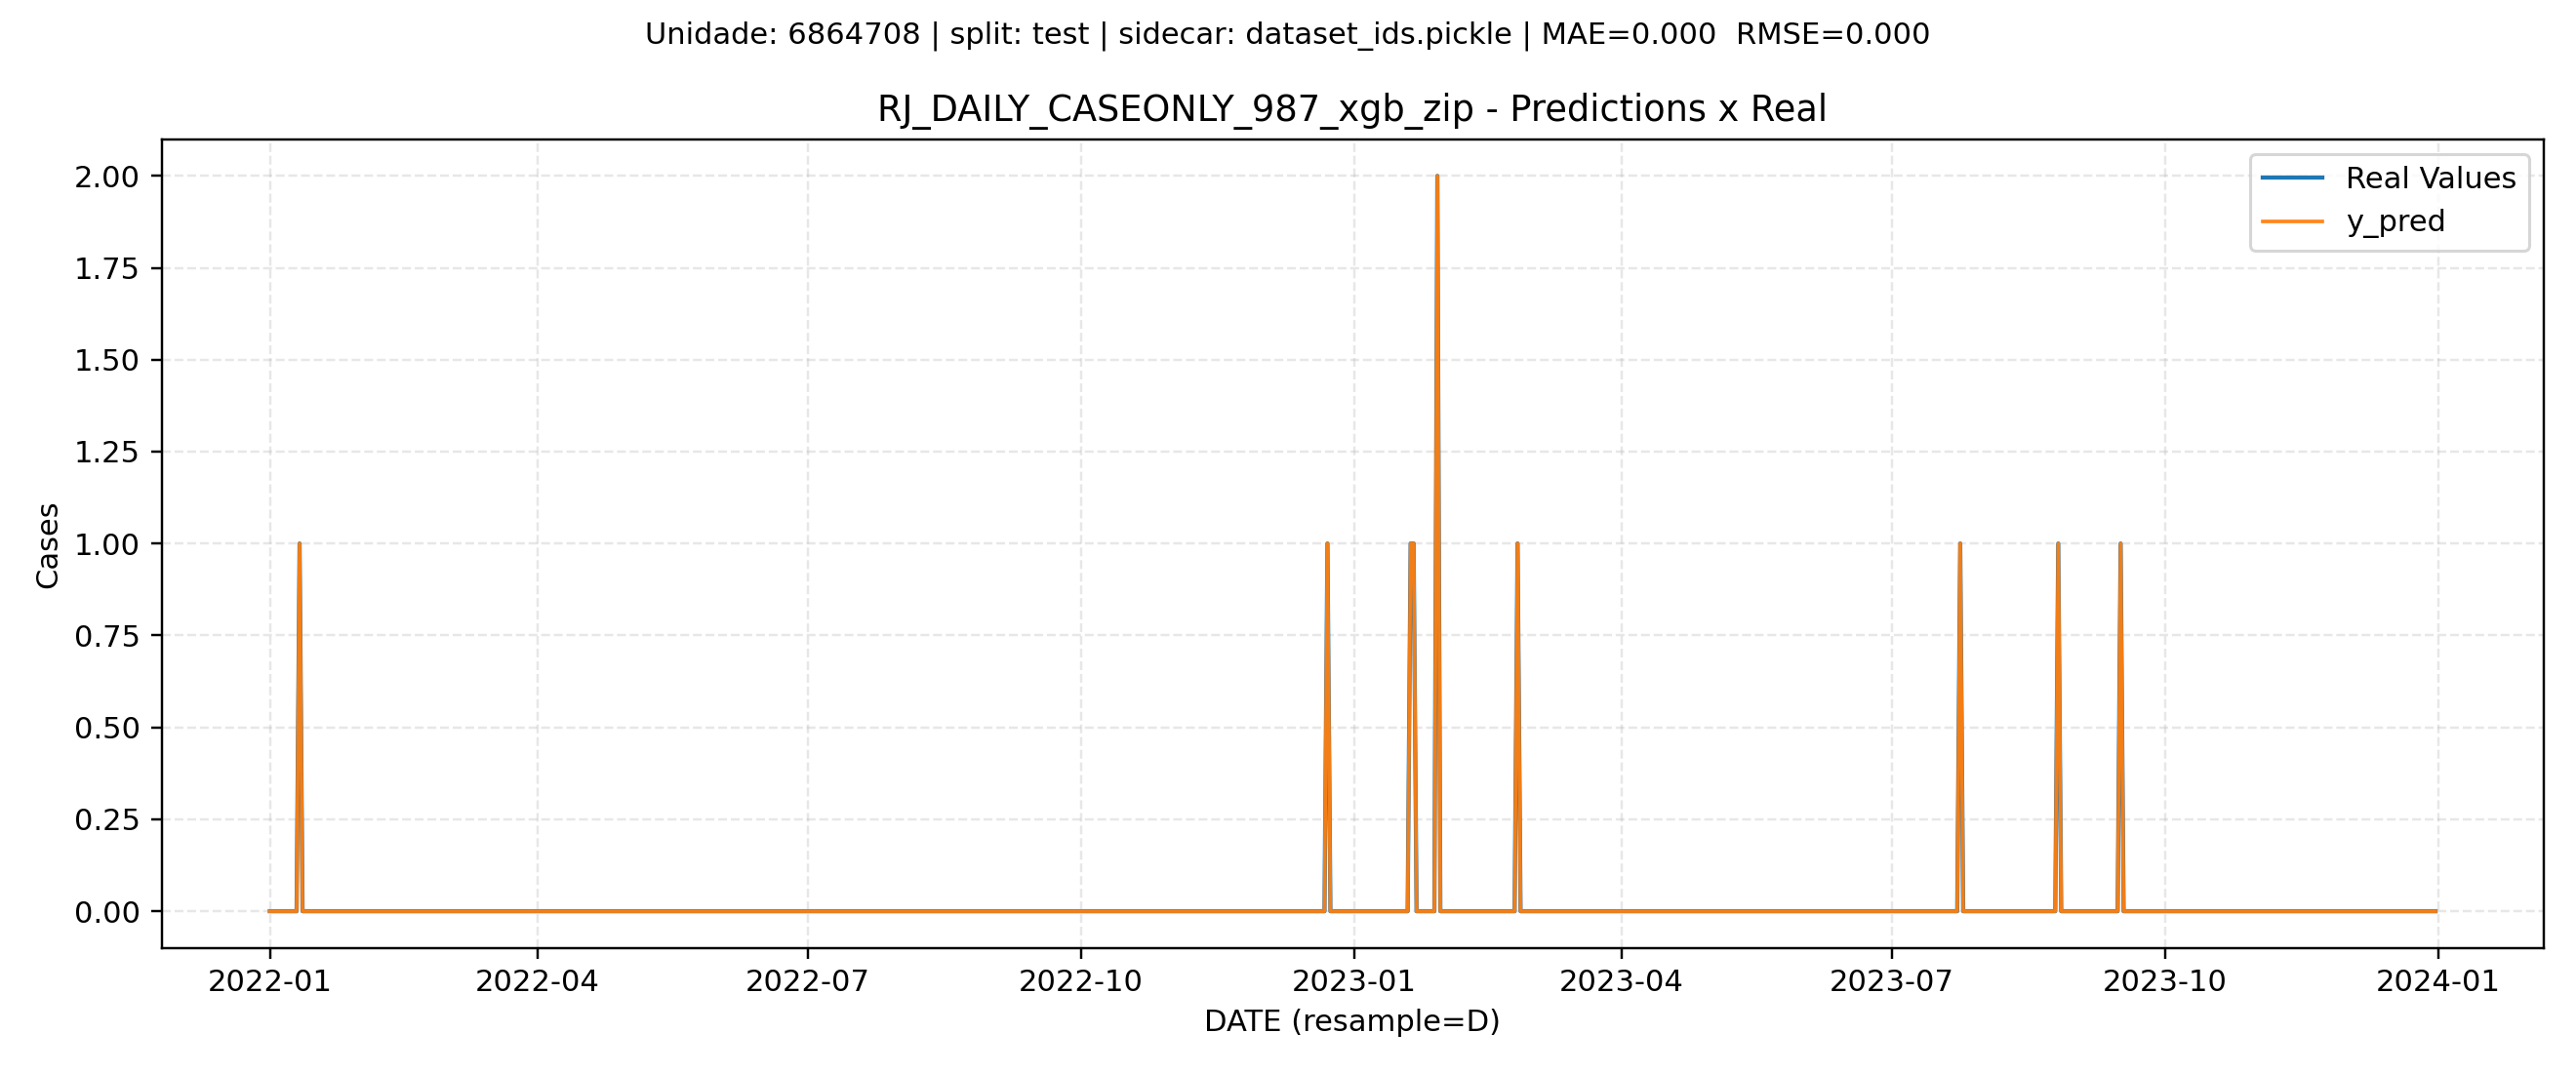 Unidade: 6864708 | split: test | sidecar: dataset_ids.pickle | MAE=0.000  RMSE=0.000
RJ_DAILY_CASEONLY_987_xgb_zip - Predictions x Real
Real Values
y_pred
2.00
1.75
1.50
1.25
1.00
0.75
0.50
0.25
0.00
Cases
2022-01 2022-04 2022-07 2022-10 2023-01 2023-04 2023-07 2023-10 2024-01
DATE (resample=D)